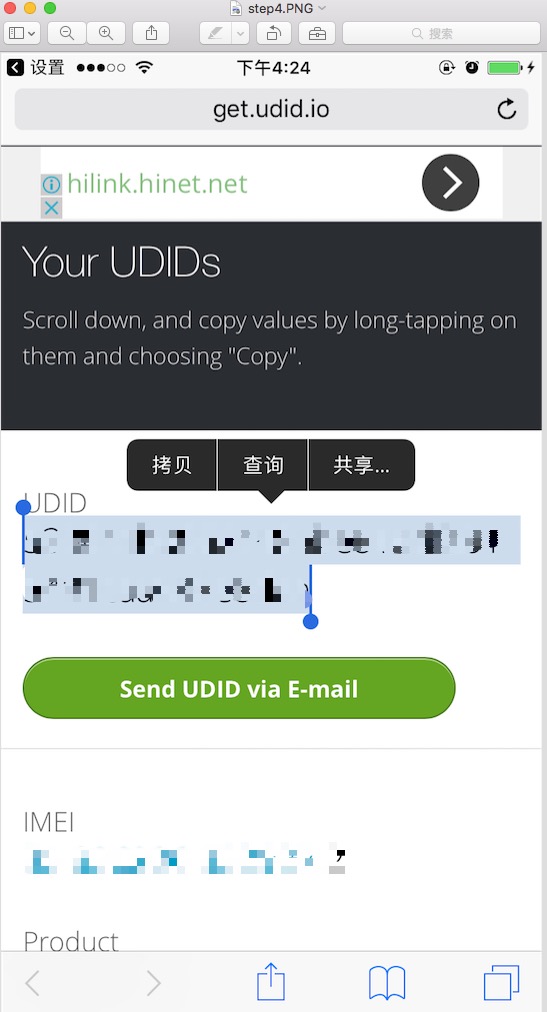 step4.PNG
搜索
设置
下午4:24
get.udid.io
hilink.hinet.net
Your UDIDs
Scroll down, and copy values by long-tapping on
them and choosing "Copy".
拷贝 查询 共享...
UDID
Send UDID via E-mail
IMEI
Product